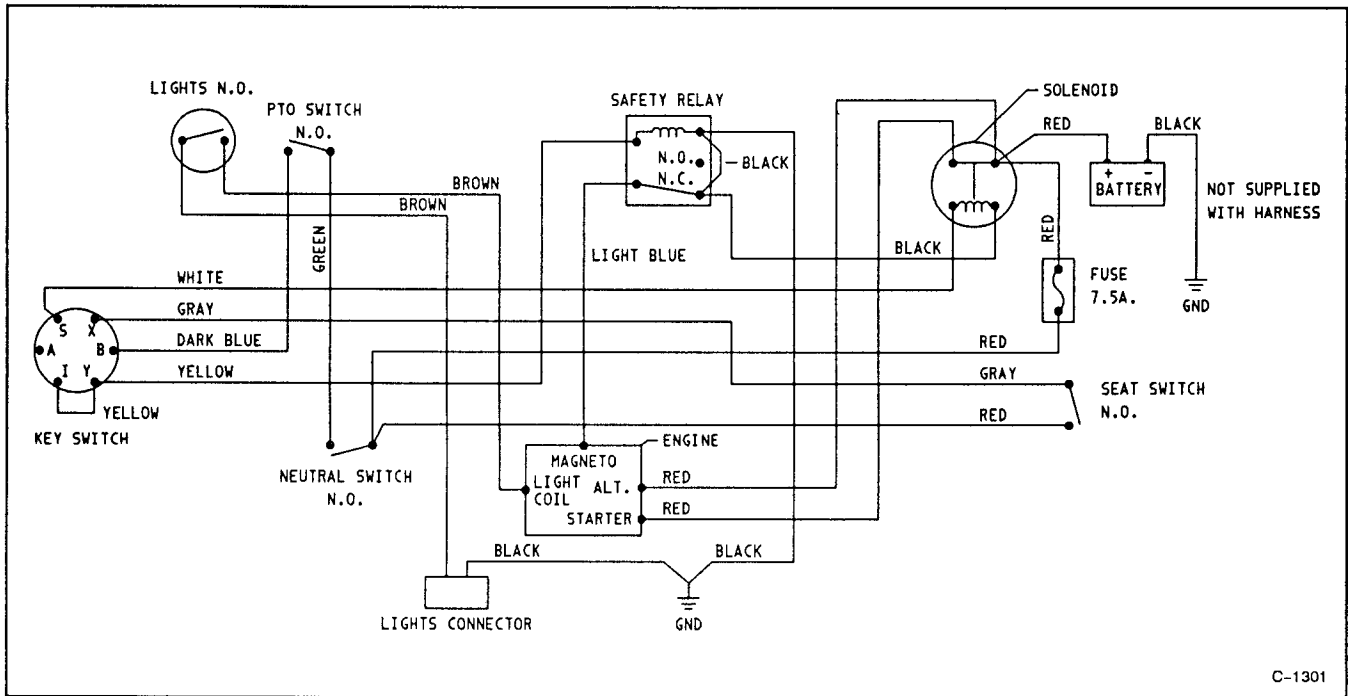 LIGHTS N.O.
PTO SWITCH
N.O.
SAFETY RELAY
N.O.
N.C.
BLACK
SOLENOID
RED
BLACK
+ -
BATTERY
NOT SUPPLIED
WITH HARNESS
GND
BROWN
BROWN
GREEN
LIGHT BLUE
BLACK
RED
FUSE
7.5A.
WHITE
GRAY
DARK BLUE
YELLOW
S X
A B
I Y
YELLOW
KEY SWITCH
RED
GRAY
RED
SEAT SWITCH
N.O.
NEUTRAL SWITCH
N.O.
ENGINE
MAGNETO
LIGHT
COIL
ALT.
STARTER
RED
RED
BLACK
BLACK
LIGHTS CONNECTOR
GND
C-1301